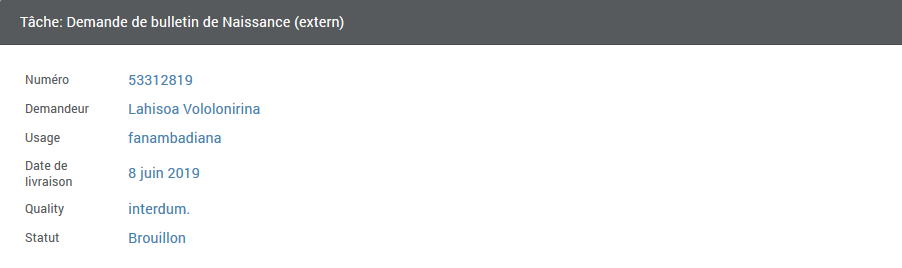 Tâche: Demande de bulletin de Naissance (extern)
Numéro 53312819
Demandeur Lahisoa Vololonirina
Usage fanambadiana
Date de
livraison 8 juin 2019
Quality interdum.
Statut Brouillon